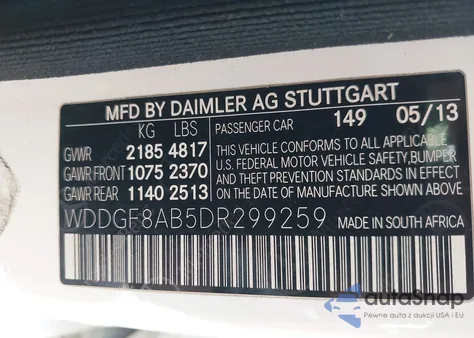 MFD BY DAIMLER AG STUTTGART
KG LBS PASSENGER CAR 149 05/13
GVWR 2185 4817 THIS VEHICLE CONFORMS TO ALL APPLICABLE
GAWR FRONT 1075 2370 U.S. FEDERAL MOTOR VEHICLE SAFETY, BUMPER
GAWR REAR 1140 2513 AND THEFT PREVENTION STANDARDS IN EFFECT
ON THE DATE OF MANUFACTURE SHOWN ABOVE
WDDGF8AB5DR299259 MADE IN SOUTH AFRICA
autoSnap
Pewne auta z aukcji USA i EU